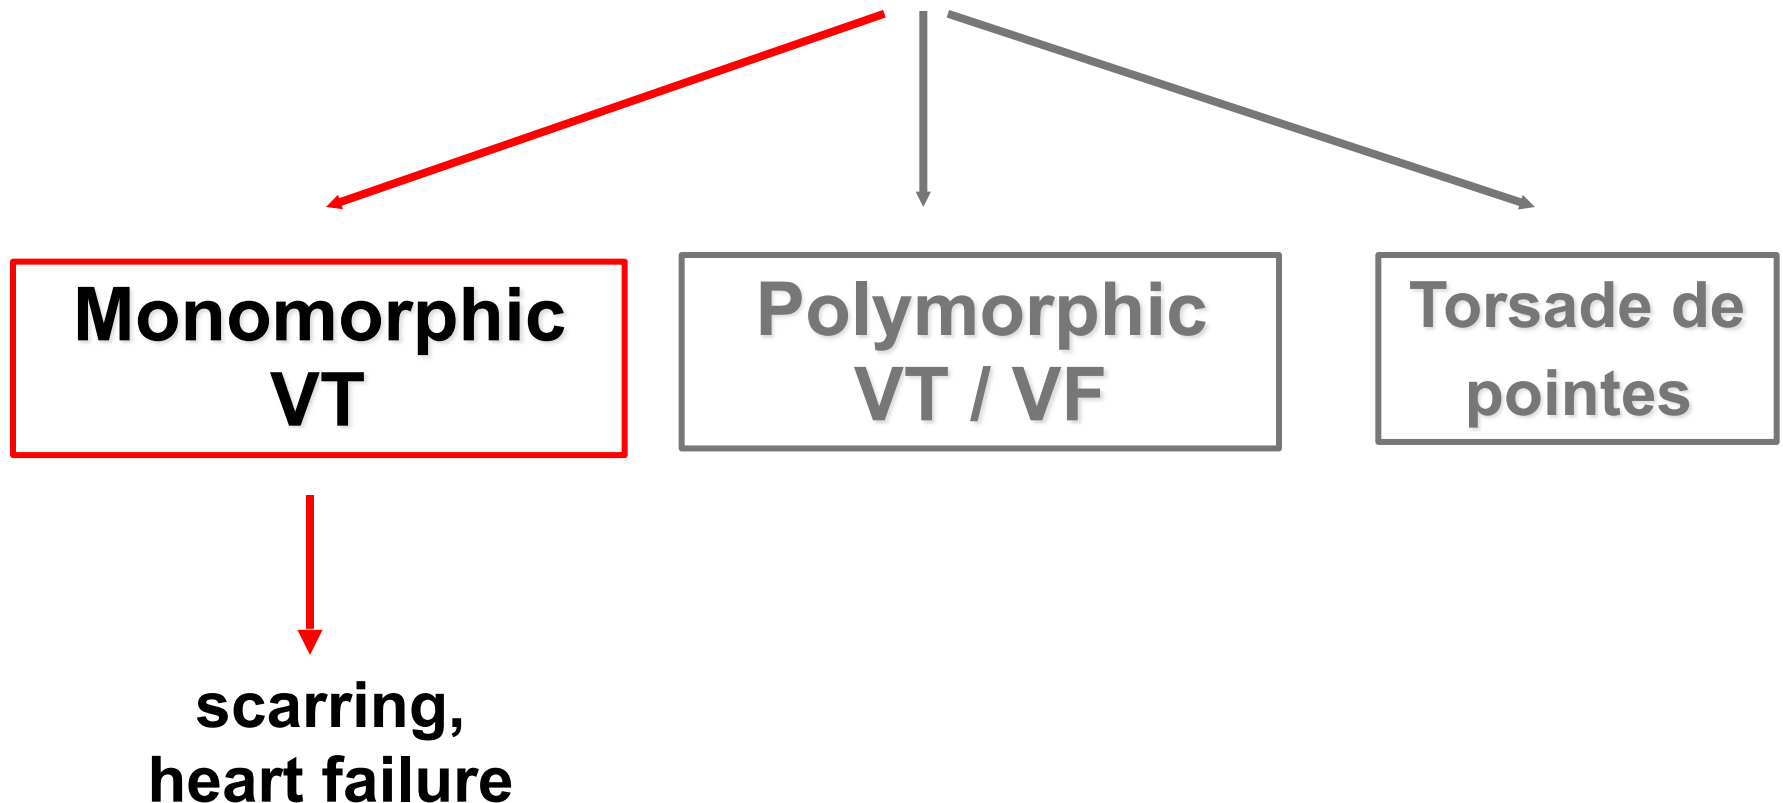 Monomorphic
VT
Polymorphic
VT / VF
Torsade de
pointes
scarring,
heart failure